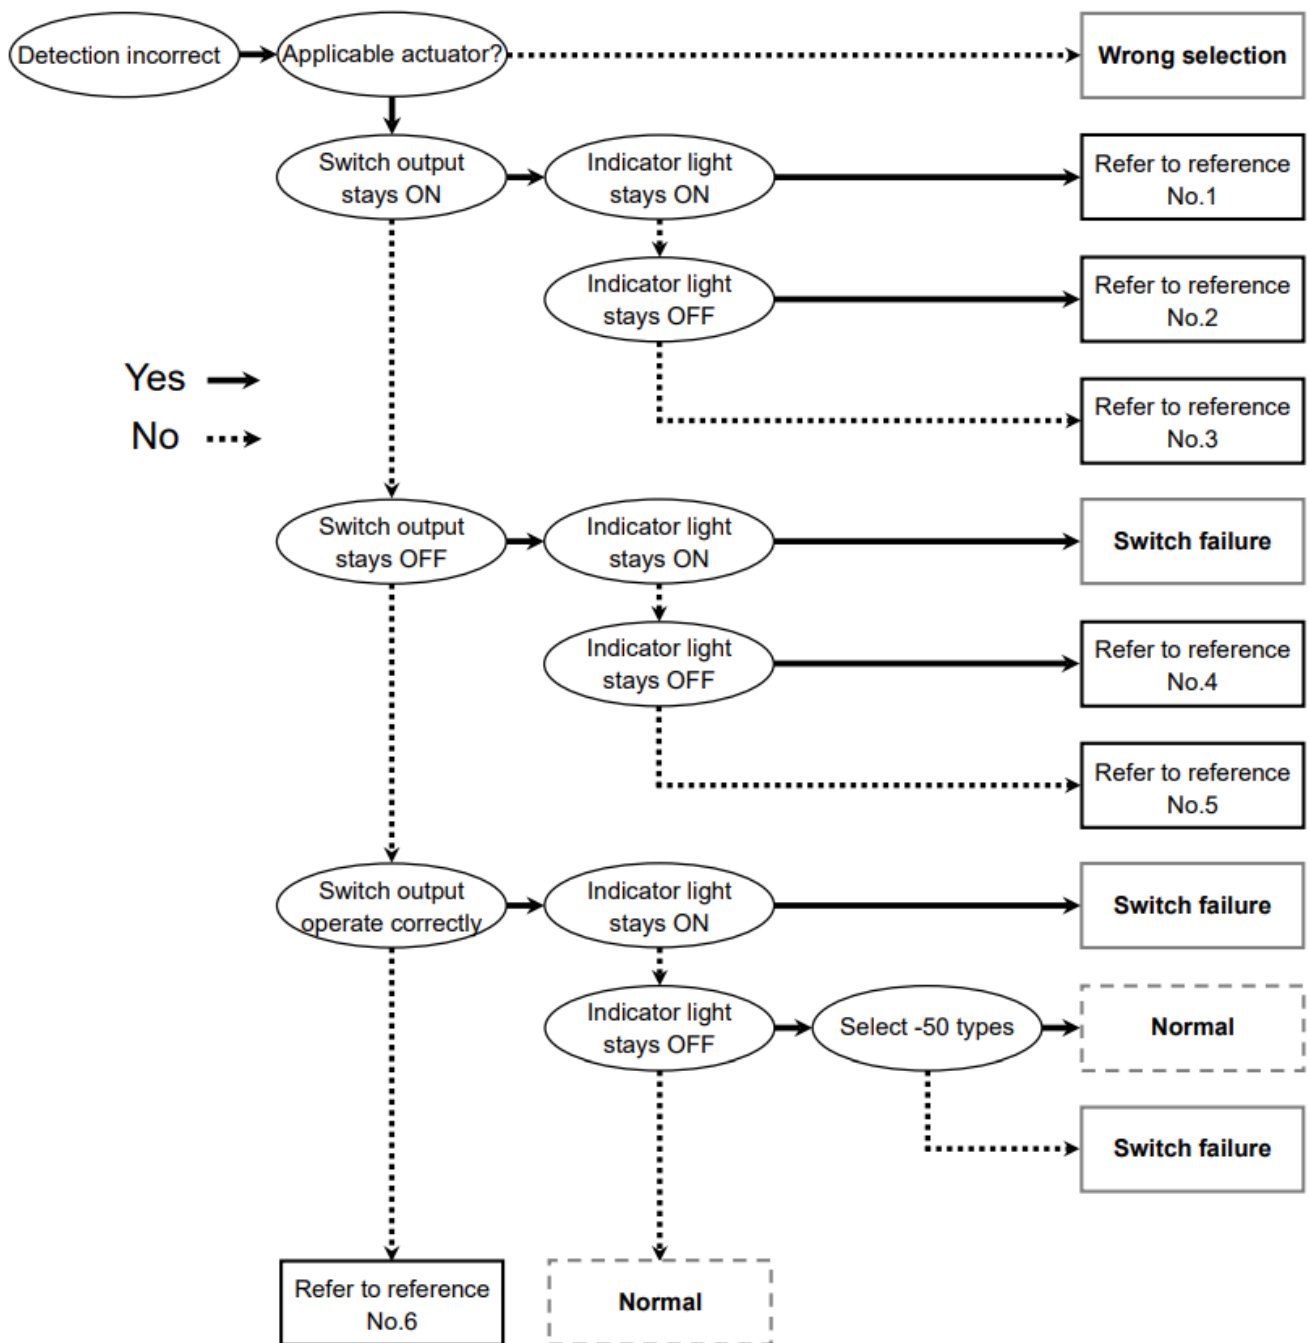 Detection incorrect
Applicable actuator?
Wrong selection
Switch output
stays ON
Indicator light
stays ON
Refer to reference
No.1
Indicator light
stays OFF
Refer to reference
No.2
Yes
No
Refer to reference
No.3
Switch output
stays OFF
Indicator light
stays ON
Switch failure
Indicator light
stays OFF
Refer to reference
No.4
Refer to reference
No.5
Switch output
operate correctly
Indicator light
stays ON
Switch failure
Indicator light
stays OFF
Select -50 types
Normal
Switch failure
Refer to reference
No.6
Normal